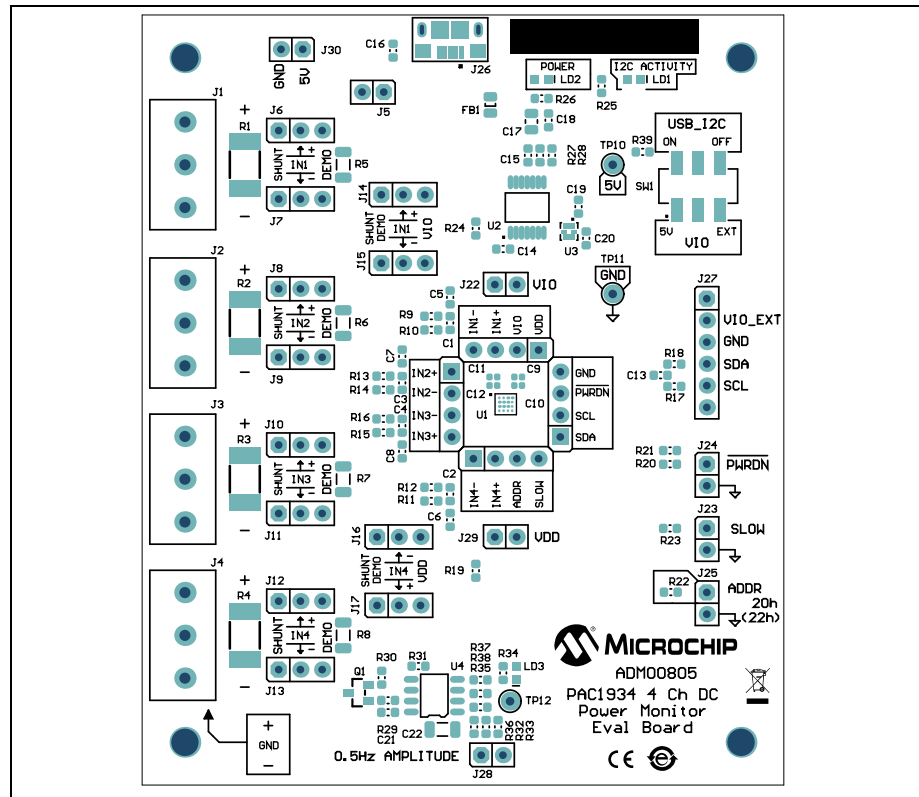 J30
GND
5V
C16
J26
POWER
LD2
I2C ACTIVITY
LD1
R26
R25
J5
FB1
C17
C18
J1
+
R1
-
J6
SHUNT
IN1
+
-
DEMO
J7
R5
C15
R27
R28
TP10
5V
R39
USB_I2C
ON
OFF
SW1
5V
EXT
VIO
J14
SHUNT
DEMO
IN1
+
-
VIO
J15
R24
U2
C14
C19
U3
C20
TP11
GND
J2
+
R2
-
J8
SHUNT
IN2
+
-
DEMO
J9
R6
J22
VIO
J27
VIO_EXT
GND
SDA
SCL
C5
R9
R10
C1
IN1-
IN1+
VIO
VDD
C7
R13
R14
C3
C4
R16
R15
C8
IN2+
IN2-
IN3-
IN3+
C11
C9
C12
U1
C10
GND
PWRDN
SCL
SDA
R18
C13
R17
J3
+
R3
-
J10
SHUNT
IN3
+
-
DEMO
J11
R7
C2
R12
R11
C6
IN4-
IN4+
ADDR
SLOW
R21
R20
J24
PWRDN
J23
SLOW
R23
J16
SHUNT
DEMO
IN4
-
+
VDD
J17
J29
VDD
R19
J25
R22
ADDR
20h
(22h)
J4
+
R4
-
J12
SHUNT
IN4
+
-
DEMO
J13
R8
+
GND
-
R30
R31
Q1
R29
C21
C22
U4
R37
R38
R35
R34
LD3
TP12
R36
R32
R33
0.5Hz AMPLITUDE
J28
MICROCHIP
ADM00805
PAC1934 4 Ch DC
Power Monitor
Eval Board
CE
e